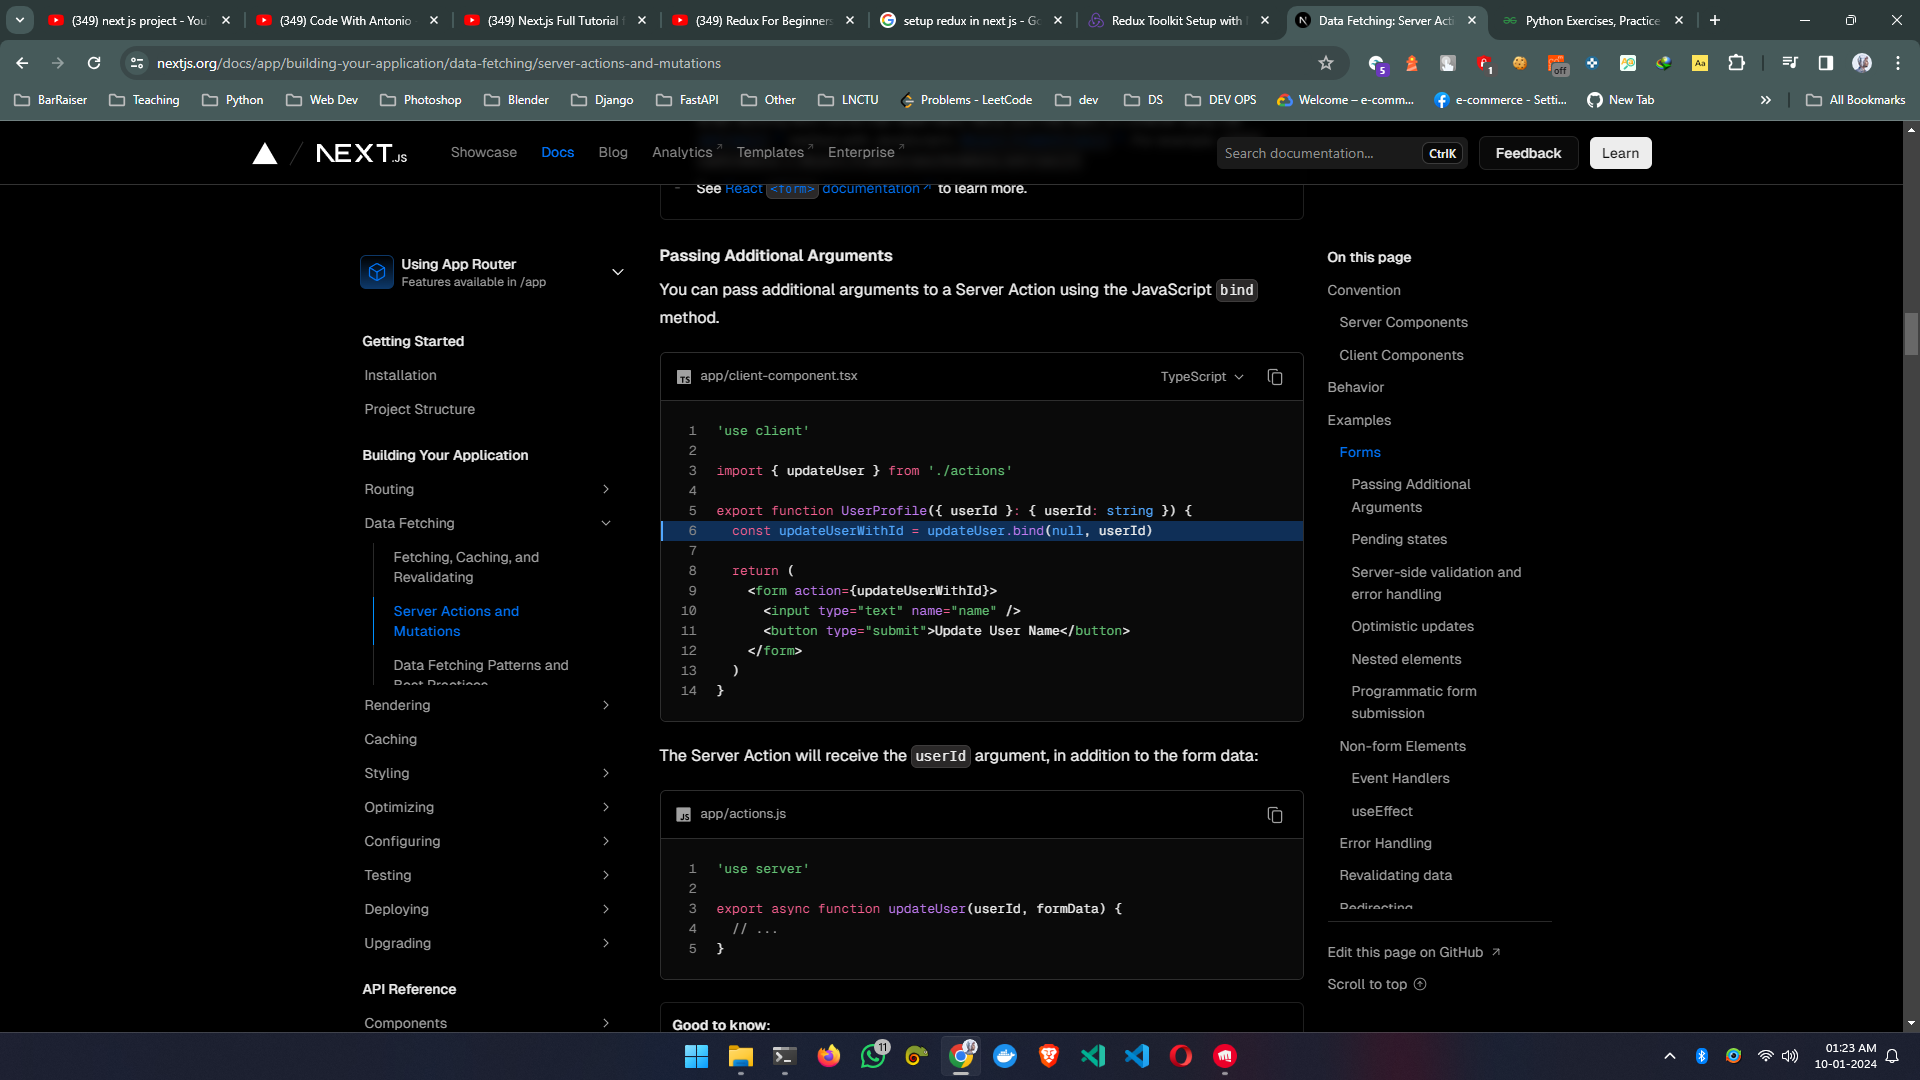 (349) next js project - You
(349) Code With Antonio
(349) Next.js Full Tutorial
(349) Redux For Beginners
setup redux in next js - Go
Redux Toolkit Setup with
Data Fetching: Server Acti
Python Exercises, Practice
nextjs.org/docs/app/building-your-application/data-fetching/server-actions-and-mutations
5
1
off
Aa
BarRaiser
Teaching
Python
Web Dev
Photoshop
Blender
Django
FastAPI
Other
LNCTU
Problems - LeetCode
dev
DS
DEV OPS
Welcome – e-comm...
e-commerce - Setti...
New Tab
All Bookmarks
NEXT.JS
Showcase
Docs
Blog
Analytics
Templates
Enterprise
Search documentation...
CtrlK
Feedback
Learn
- See React <form> documentation to learn more.
Using App Router
Features available in /app
Getting Started
Installation
Project Structure
Building Your Application
Routing
Data Fetching
Fetching, Caching, and
Revalidating
Server Actions and
Mutations
Data Fetching Patterns and
Best Practices
Rendering
Caching
Styling
Optimizing
Configuring
Testing
Deploying
Upgrading
API Reference
Components
Passing Additional Arguments
You can pass additional arguments to a Server Action using the JavaScript bind
method.
TS app/client-component.tsx
TypeScript
1 'use client'
2
3 import { updateUser } from './actions'
4
5 export function UserProfile({ userId }: { userId: string }) {
6 const updateUserWithId = updateUser.bind(null, userId)
7
8 return (
9 <form action={updateUserWithId}>
10 <input type="text" name="name" />
11 <button type="submit">Update User Name</button>
12 </form>
13 )
14 }
The Server Action will receive the userId argument, in addition to the form data:
JS app/actions.js
1 'use server'
2
3 export async function updateUser(userId, formData) {
4 // ...
5 }
Good to know:
On this page
Convention
Server Components
Client Components
Behavior
Examples
Forms
Passing Additional
Arguments
Pending states
Server-side validation and
error handling
Optimistic updates
Nested elements
Programmatic form
submission
Non-form Elements
Event Handlers
useEffect
Error Handling
Revalidating data
Redirecting
Edit this page on GitHub
Scroll to top
11
01:23 AM
10-01-2024